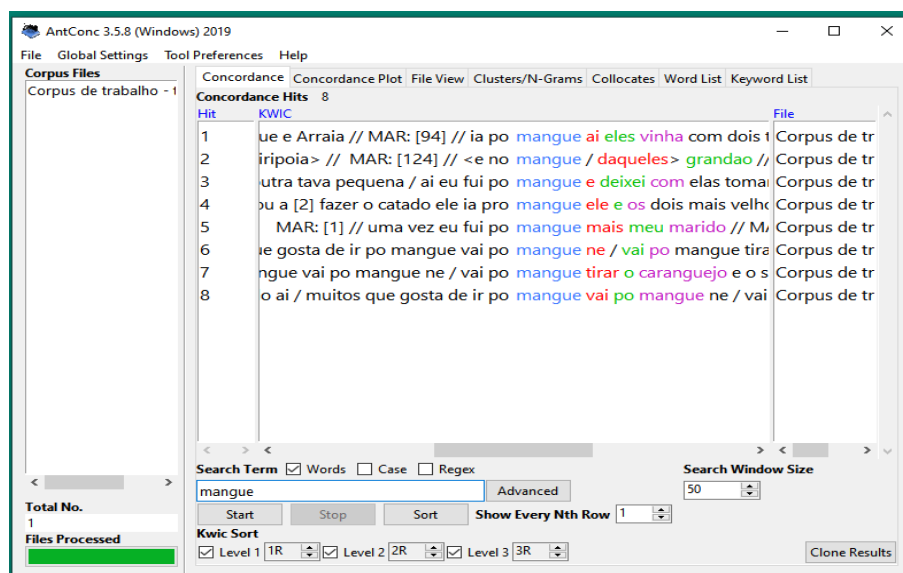 AntConc 3.5.8 (Windows) 2019
File Global Settings Tool Preferences Help
Corpus Files
Corpus de trabalho - 1
Concordance Concordance Plot File View Clusters/N-Grams Collocates Word List Keyword List
Concordance Hits 8
Hit KWIC File
1 ue e Arraia // MAR: [94] // ia po mangue ai eles vinha com dois t Corpus de tr
2 iripoia> // MAR: [124] // <e no mangue / daqueles> grandao // Corpus de tr
3 outra tava pequena / ai eu fui po mangue e deixei com elas tomar Corpus de tr
4 ou a [2] fazer o catado ele ia pro mangue ele e os dois mais velho Corpus de tr
5 MAR: [1] // uma vez eu fui po mangue mais meu marido // MA Corpus de tr
6 ue gosta de ir po mangue vai po mangue ne / vai po mangue tira Corpus de tr
7 ngue vai po mangue ne / vai po mangue tirar o caranguejo e o s Corpus de tr
8 o ai / muitos que gosta de ir po mangue vai po mangue ne / vai Corpus de tr
Search Term Words Case Regex Search Window Size
mangue Advanced 50
Total No.
1
Start Stop Sort Show Every Nth Row 1
Files Processed
Kwic Sort
Level 1 1R Level 2 2R Level 3 3R Clone Results